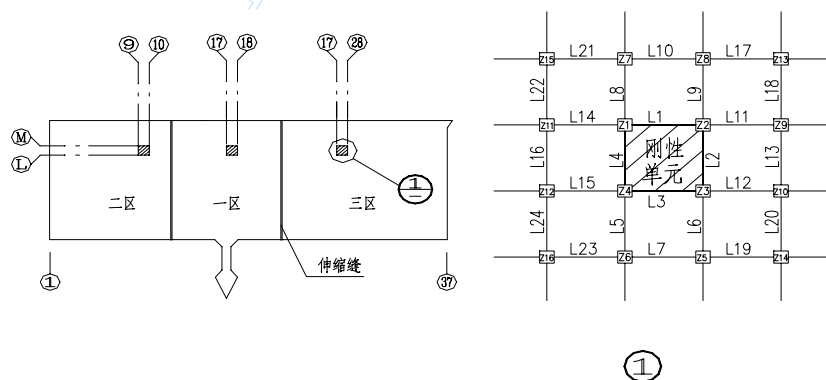 9 10 17 18 17 28
M
L
1
二区 一区 三区
伸缩缝
1 37
Z15 L21 Z7 L10 Z8 L17 Z13
L22 L8 L9 L18
Z11 L14 Z1 L1 Z2 L11 Z9
L16 L4 刚性 L2 L13
单元
Z12 L15 Z4 L3 Z3 L12 Z10
L24 L5 L6 L20
Z16 L23 Z6 L7 Z5 L19 Z14
1